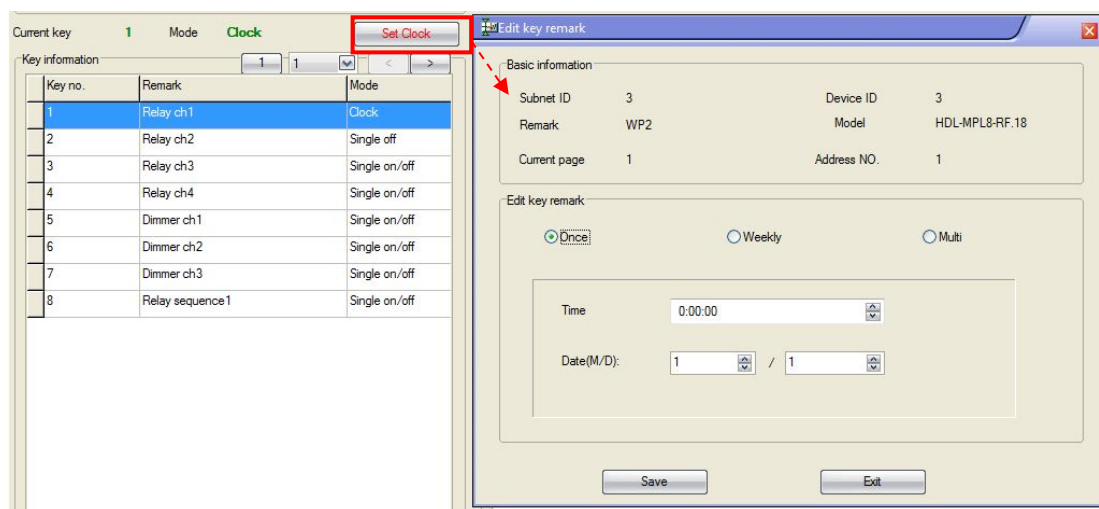 Current key 1 Mode Clock Set Clock
Key information 1 1 < >
Key no. Remark Mode
1 Relay ch1 Clock
2 Relay ch2 Single off
3 Relay ch3 Single on/off
4 Relay ch4 Single on/off
5 Dimmer ch1 Single on/off
6 Dimmer ch2 Single on/off
7 Dimmer ch3 Single on/off
8 Relay sequence1 Single on/off
Edit key remark
Basic information
Subnet ID 3 Device ID 3
Remark WP2 Model HDL-MPL8-RF.18
Current page 1 Address NO. 1
Edit key remark
Once Weekly Multi
Time 0:00:00
Date(M/D): 1 / 1
Save Exit